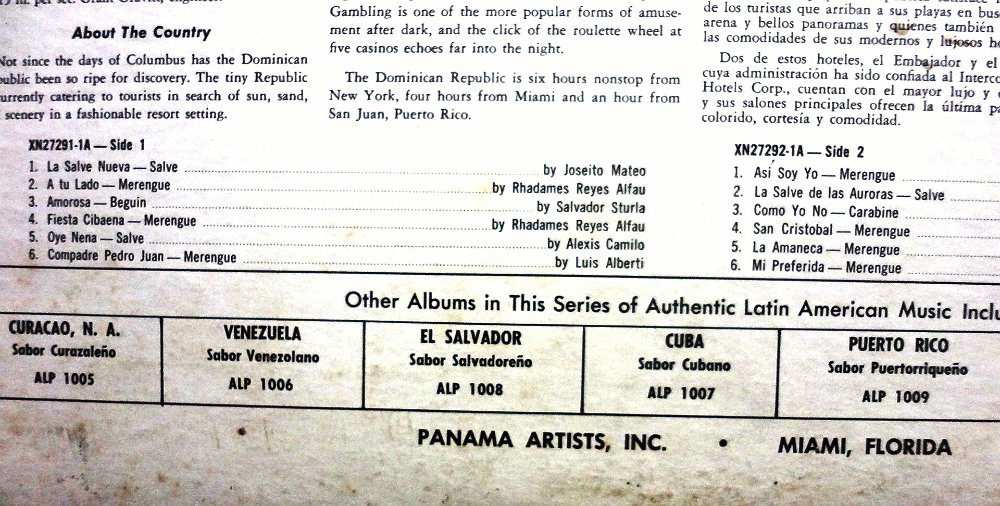 About The Country
Not since the days of Columbus has the Dominican
Republic been so ripe for discovery. The tiny Republic
currently catering to tourists in search of sun, sand,
scenery in a fashionable resort setting.
Gambling is one of the more popular forms of amuse-
ment after dark, and the click of the roulette wheel at
five casinos echoes far into the night.
The Dominican Republic is six hours nonstop from
New York, four hours from Miami and an hour from
San Juan, Puerto Rico.
de los turistas que arriban a sus playas en
arena y bellos panoramas y quienes también
las comodidades de sus modernos y lujosos
Dos de estos hoteles, el Embajador y el
cuya administración ha sido confiada al
Hotels Corp., cuentan con el mayor lujo y
y sus salones principales ofrecen la última
colorido, cortesía y comodidad.
XN27291-1A — Side 1
1. La Salve Nueva — Salve by Joseito Mateo
2. A tu Lado — Merengue by Rhadames Reyes Alfau
3. Amorosa — Beguin by Salvador Sturla
4. Fiesta Cibaena — Merengue by Rhadames Reyes Alfau
5. Oye Nena — Salve by Alexis Camilo
6. Compadre Pedro Juan — Merengue by Luis Alberti
XN27292-1A — Side 2
1. Así Soy Yo — Merengue
2. La Salve de las Auroras — Salve
3. Como Yo No — Carabine
4. San Cristobal — Merengue
5. La Amaneca — Merengue
6. Mi Preferida — Merengue
Other Albums in This Series of Authentic Latin American Music
CURACAO, N. A.
Sabor Curazaleño
ALP 1005
VENEZUELA
Sabor Venezolano
ALP 1006
EL SALVADOR
Sabor Salvadoreño
ALP 1008
CUBA
Sabor Cubano
ALP 1007
PUERTO RICO
Sabor Puertorriqueño
ALP 1009
PANAMA ARTISTS, INC. • MIAMI, FLORIDA